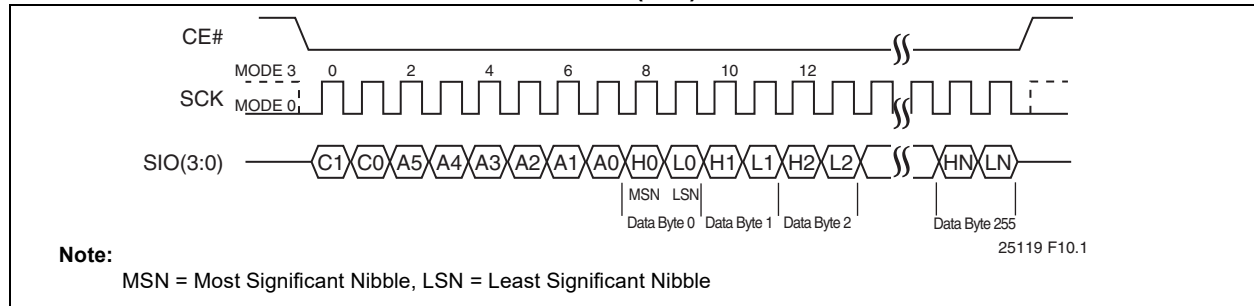 CE#
MODE 3 0 2 4 6 8 10 12
SCK
MODE 0
SIO(3:0) C1 C0 A5 A4 A3 A2 A1 A0 H0 L0 H1 L1 H2 L2 HN LN
MSN LSN
Data Byte 0 Data Byte 1 Data Byte 2 Data Byte 255
25119 F10.1
Note:
MSN = Most Significant Nibble, LSN = Least Significant Nibble